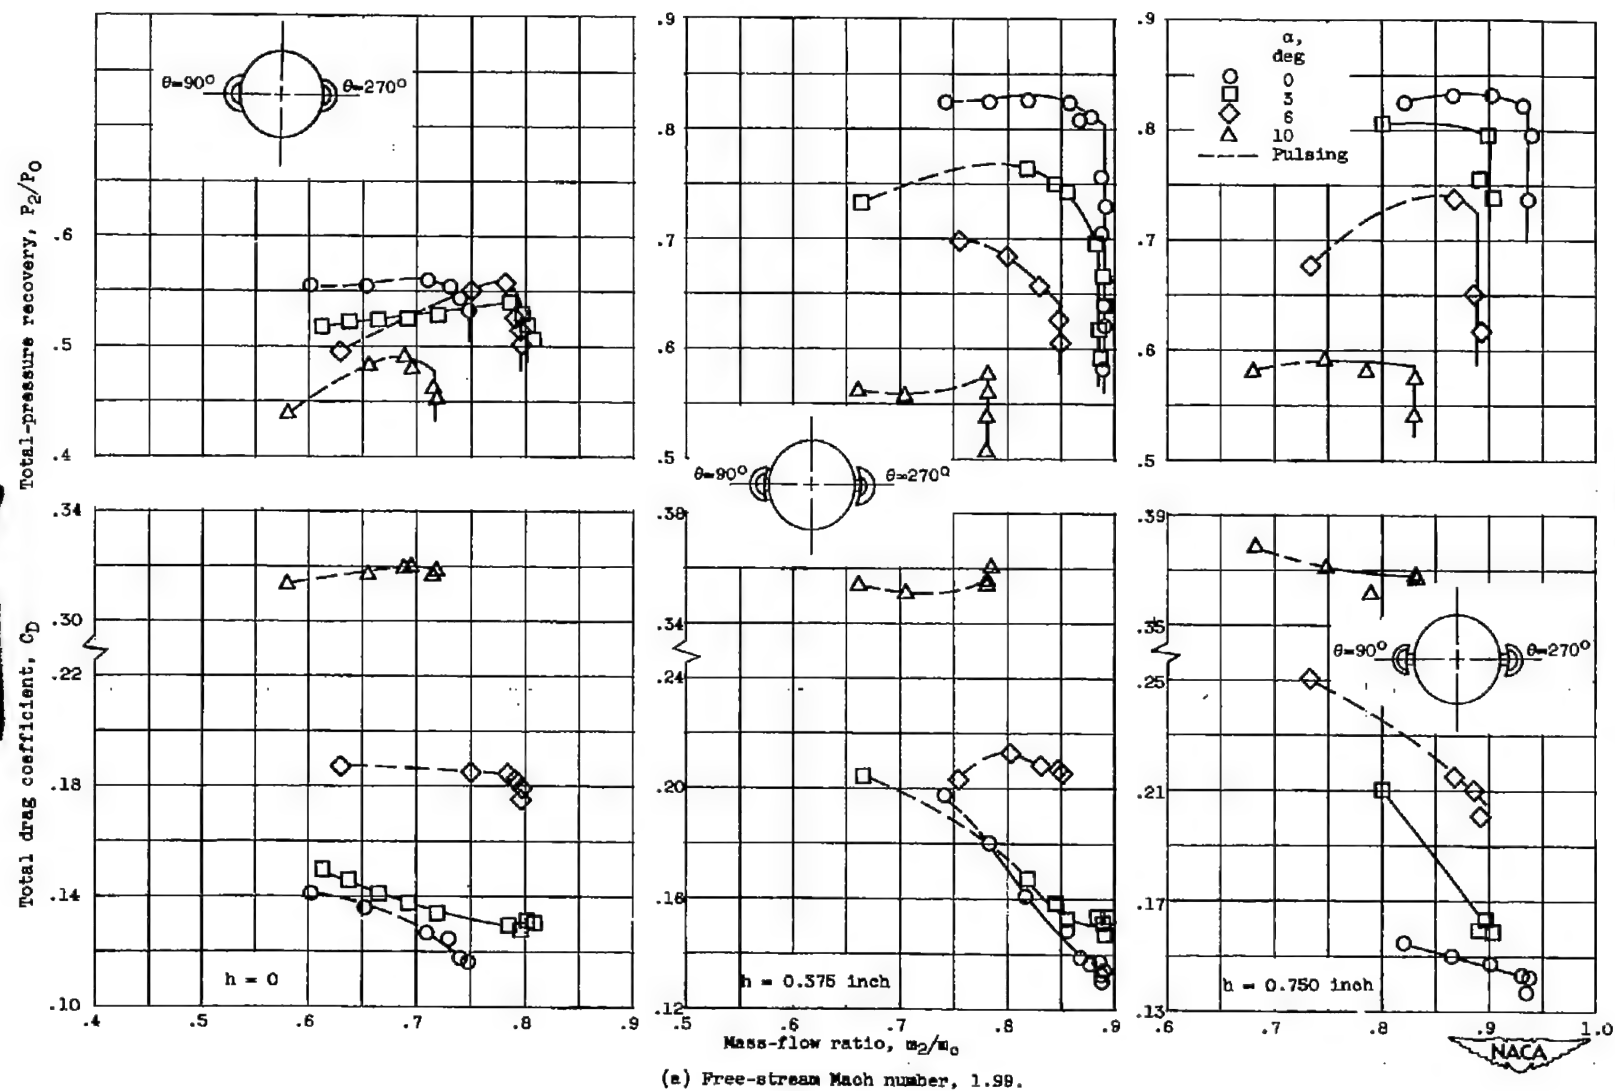 Total-pressure recovery, P2/P0
.6
.5
.4
θ=90° θ=270°
.9
.8
.7
.6
.5
θ=90° θ=270°
.9
.8
.7
.6
.5
α,
deg
0
3
6
10
Pulsing
Total drag coefficient, CD
.34
.30
.22
.18
.14
.10
h = 0
.4 .5 .6 .7 .8 .9
.38
.34
.24
.20
.16
.12
h = 0.375 inch
.5 .6 .7 .8 .9
.39
.35
.25
.21
.17
.13
θ=90° θ=270°
h = 0.750 inch
.6 .7 .8 .9 1.0
Mass-flow ratio, m2/mc
NACA
(a) Free-stream Mach number, 1.99.